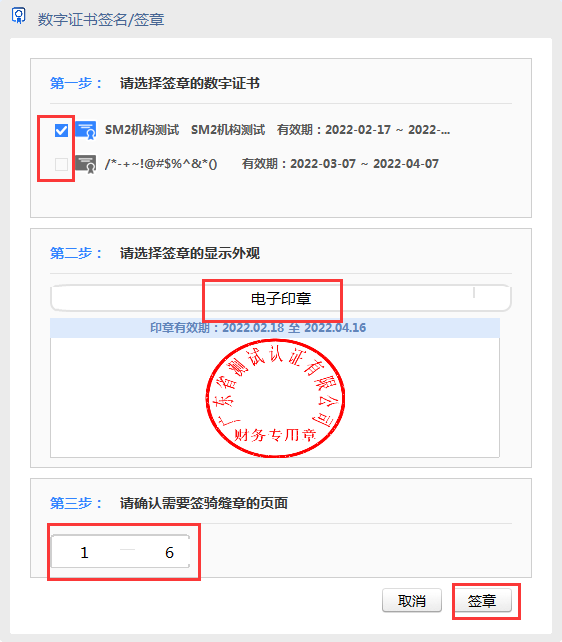 数字证书签名/签章
第一步： 请选择签章的数字证书
SM2机构测试 SM2机构测试 有效期：2022-02-17 ~ 2022-...
/*-+~!@#$%^&*() 有效期：2022-03-07 ~ 2022-04-07
第二步： 请选择签章的显示外观
电子印章
印章有效期：2022.02.18 至 2022.04.16
广东省测试认证有限公司
财务专用章
第三步： 请确认需要签骑缝章的页面
1 — 6
取消 签章